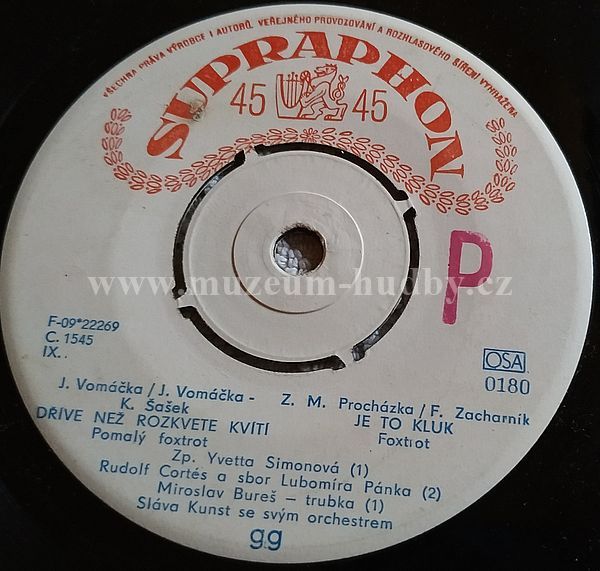 VŠECHNA PRÁVA VÝROBCE I AUTORŮ VEŘEJNÉHO PROVOZOVÁNÍ A ROZHLASOVÉHO ŠÍŘENÍ VYHRAZENA
SUPRAPHON
45 45
P
www.muzeum-hudby.cz
F-09*22269
C. 1545
IX..
OSA
0180
J. Vomáčka / J. Vomáčka -
K. Šašek
DŘÍVE NEŽ ROZKVETE KVÍTÍ
Pomalý foxtrot
Z. M. Procházka / F. Zacharník
JE TO KLUK
Foxtrot
Zp. Yvetta Simonová (1)
Rudolf Cortés a sbor Lubomíra Pánka (2)
Miroslav Bureš – trubka (1)
Sláva Kunst se svým orchestrem
gg